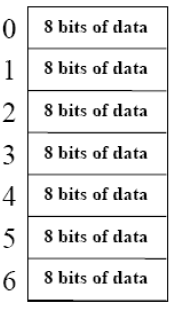 0 8 bits of data
1 8 bits of data
2 8 bits of data
3 8 bits of data
4 8 bits of data
5 8 bits of data
6 8 bits of data